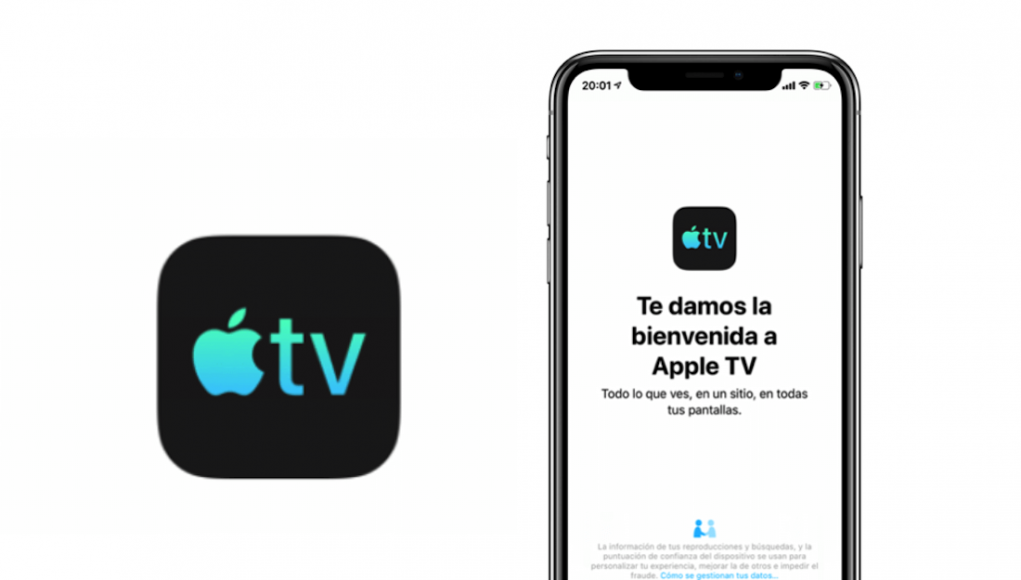 tv
20:01
tv
Te damos la
bienvenida a
Apple TV
Todo lo que ves, en un sitio, en todas
tus pantallas.
La información de tus reproducciones y búsquedas, y la
puntuación de confianza del dispositivo se usan para
personalizar tu experiencia, mejorar la de otros e impedir el
fraude. Cómo se gestionan tus datos...